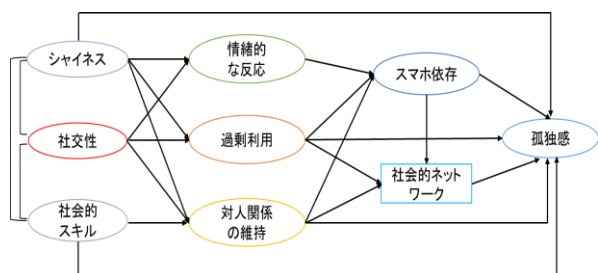 シャイネス
情緒的
な反応
スマホ依存
社交性
過剰利用
孤独感
社会的ネット
ワーク
社会的
スキル
対人関係
の維持